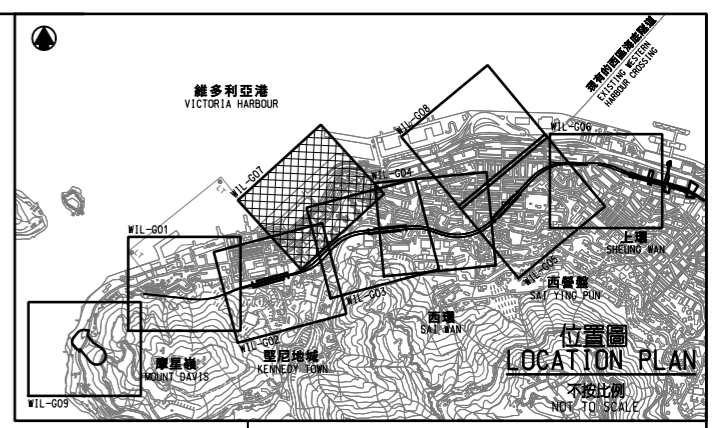 現有的西區海底隧道
EXISTING WESTERN
HARBOUR CROSSING
維多利亞港
VICTORIA HARBOUR
WIL-G08
WIL-G06
WIL-G07
WIL-G04
WIL-G01
上環
SHEUNG WAN
WIL-G05
西營盤
SAI YING PUN
WIL-G03
西環
SAI WAN
WIL-G02
堅尼地城
KENNEDY TOWN
摩星嶺
MOUNT DAVIS
WIL-G09
位置圖
LOCATION PLAN
不按比例
NOT TO SCALE